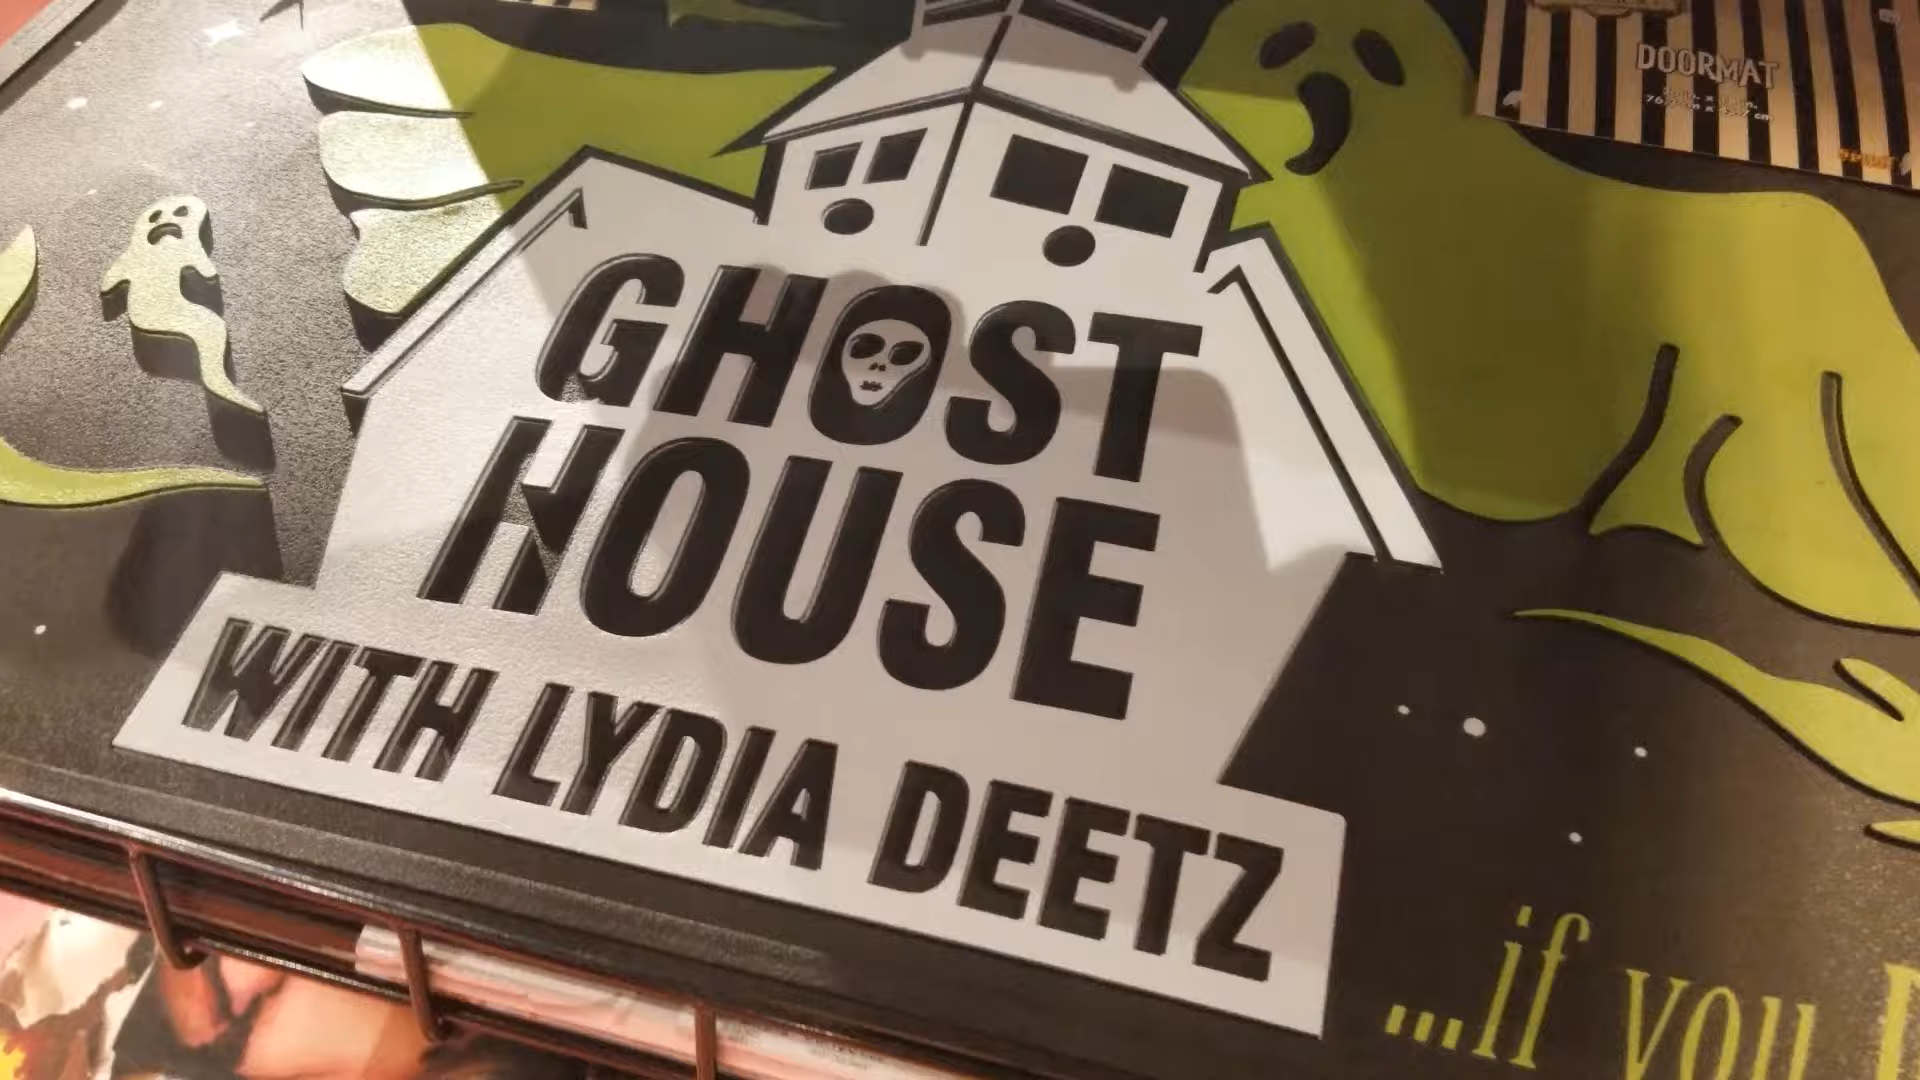 DOORMAT
GHOST
HOUSE
WITH LYDIA DEETZ
...if you